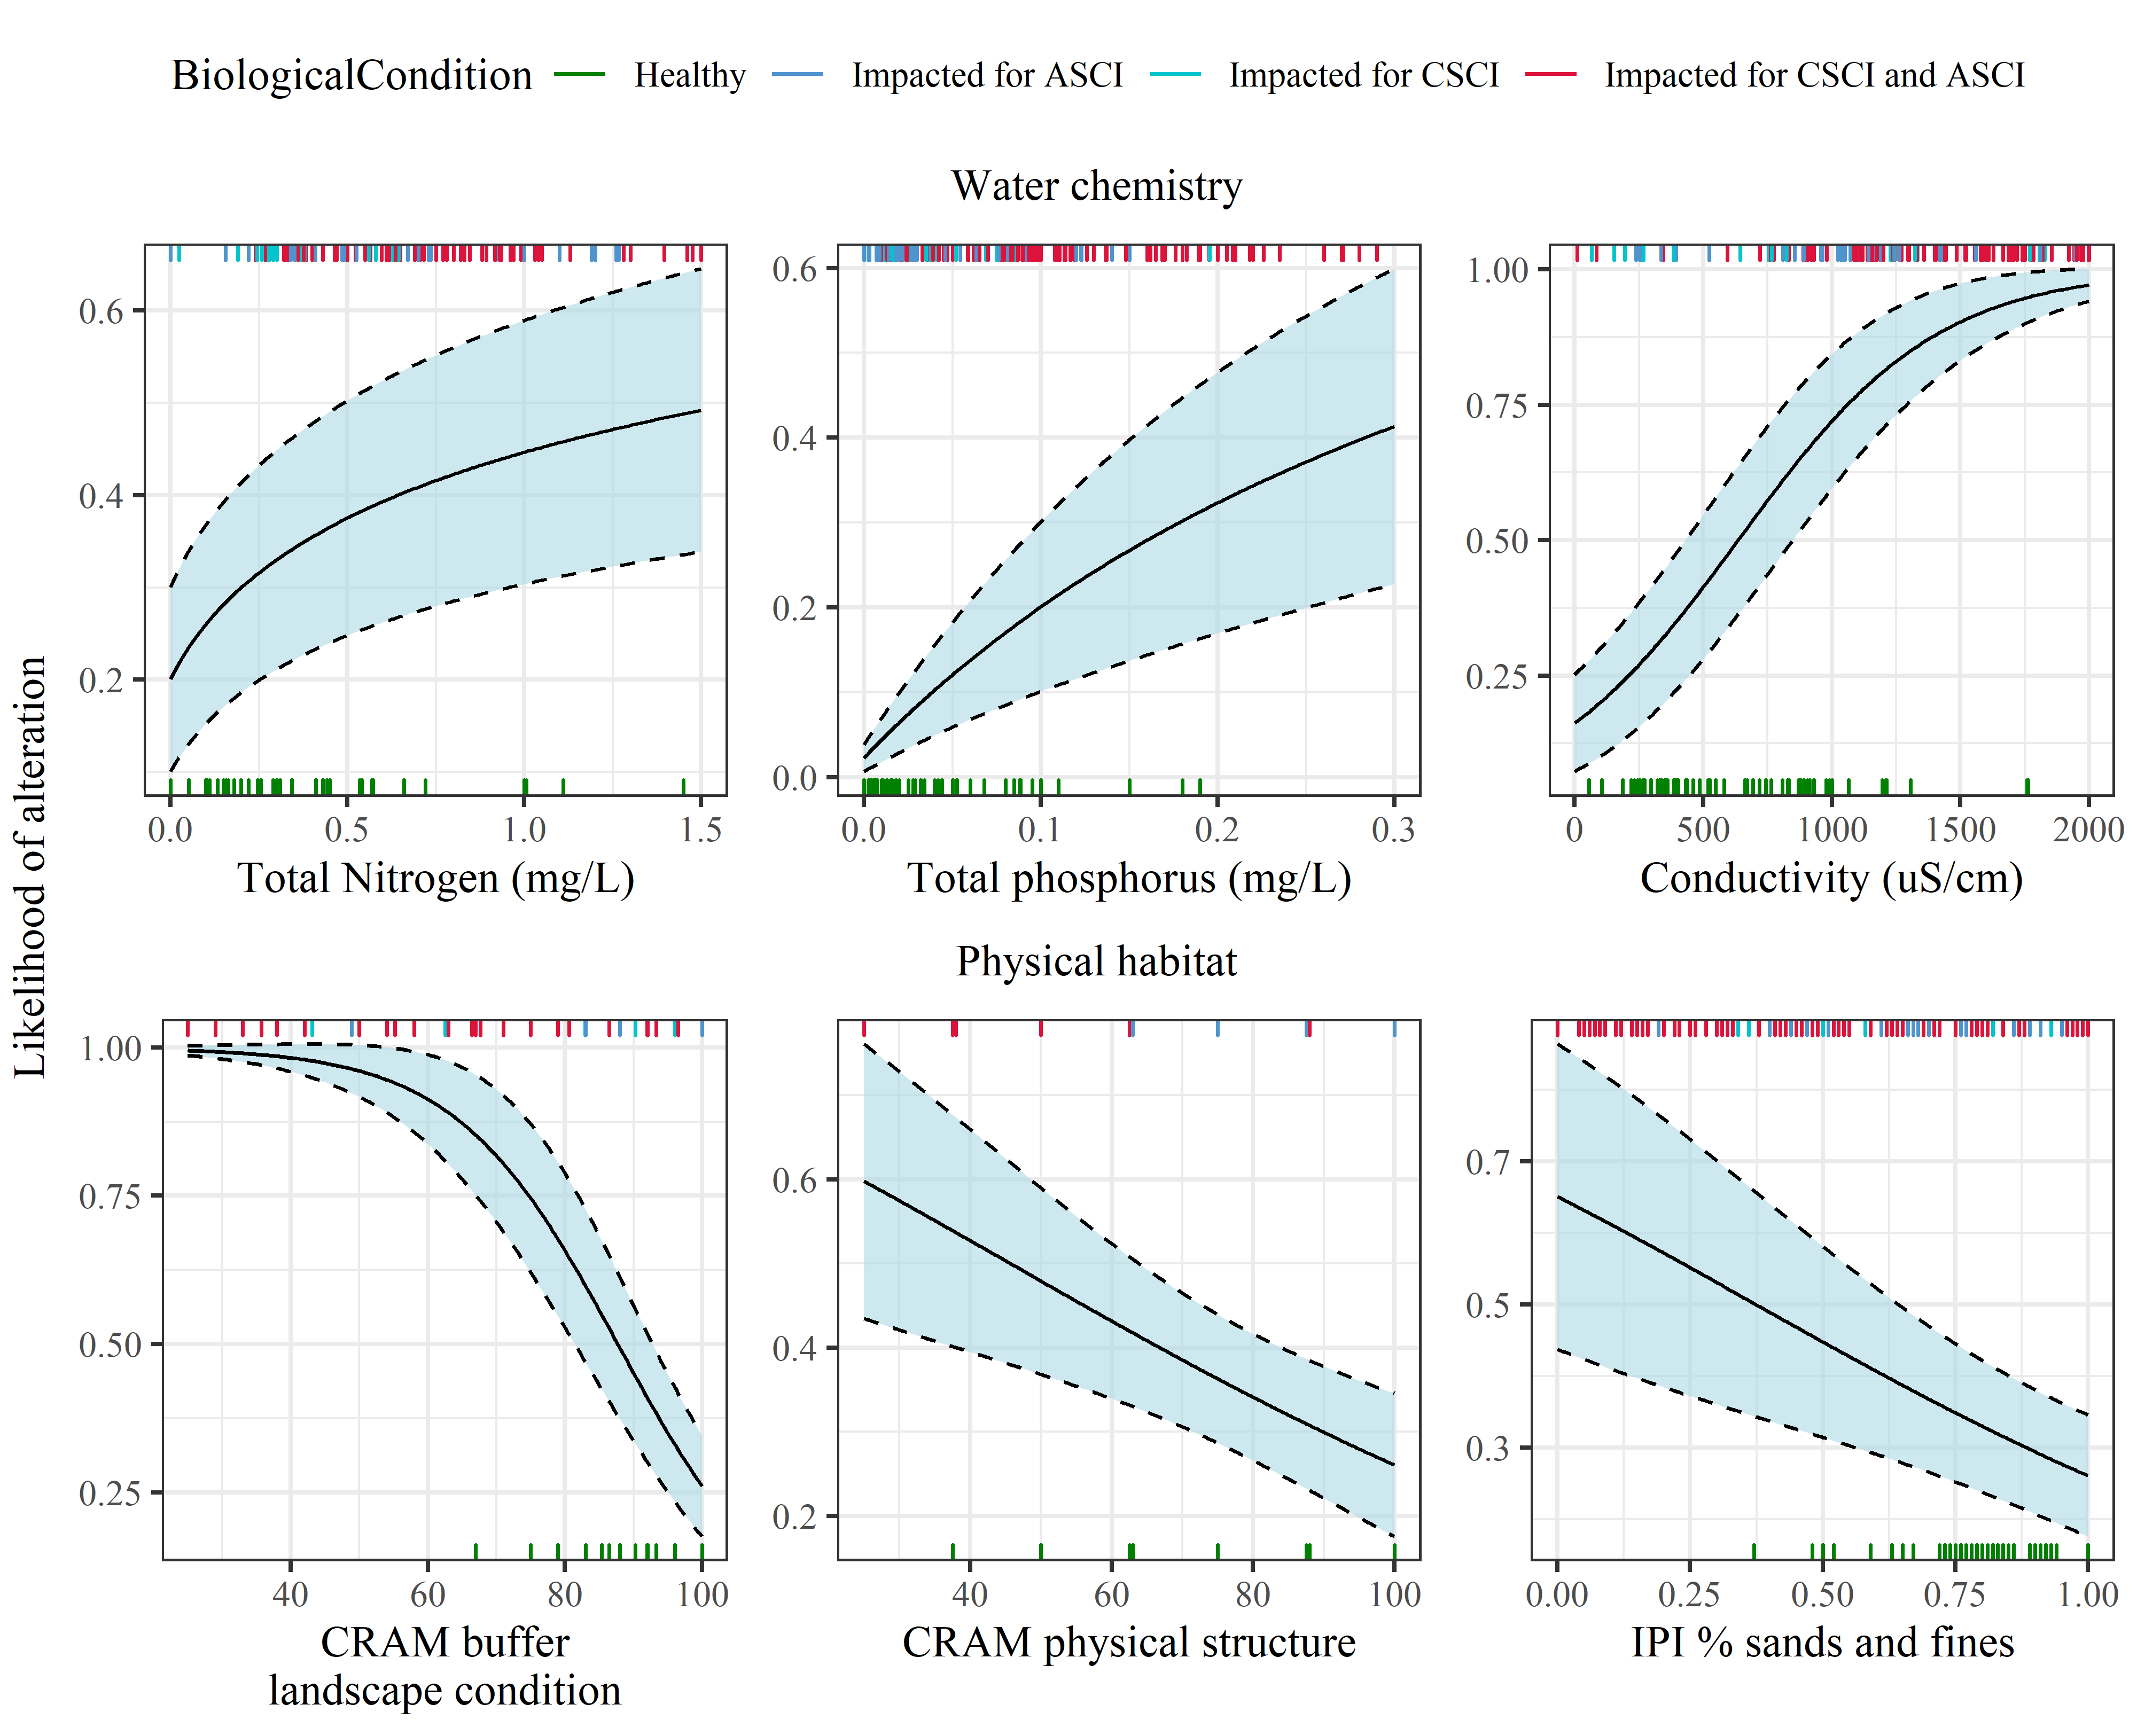 BiologicalCondition Healthy Impacted for ASCI Impacted for CSCI Impacted for CSCI and ASCI
Water chemistry
Likelihood of alteration
0.6
0.4
0.2
0.0 0.5 1.0 1.5
Total Nitrogen (mg/L)
0.6
0.4
0.2
0.0
0.0 0.1 0.2 0.3
Total phosphorus (mg/L)
1.00
0.75
0.50
0.25
0 500 1000 1500 2000
Conductivity (uS/cm)
Physical habitat
1.00
0.75
0.50
0.25
40 60 80 100
CRAM buffer
landscape condition
0.6
0.4
0.2
40 60 80 100
CRAM physical structure
0.7
0.5
0.3
0.00 0.25 0.50 0.75 1.00
IPI % sands and fines